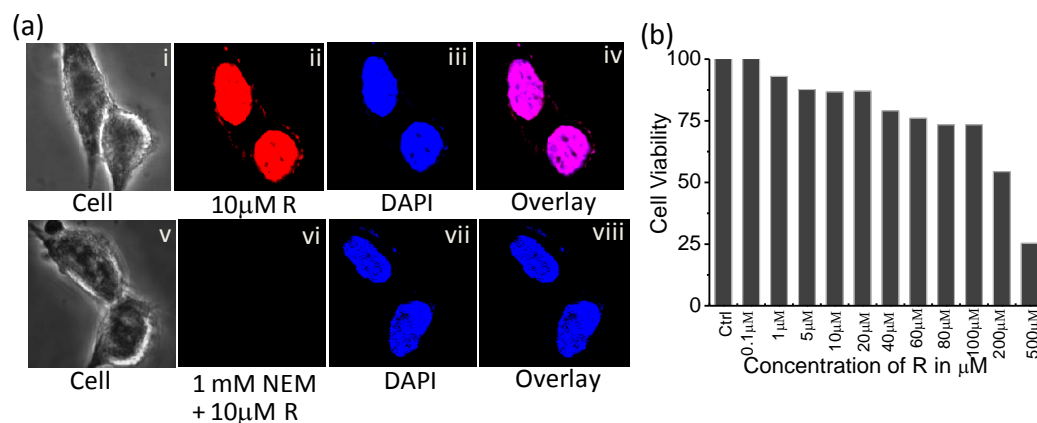 (a)
i ii iii iv
Cell 10μM R DAPI Overlay
v vi vii viii
Cell 1 mM NEM DAPI Overlay
+ 10μM R
(b)
Cell Viability
100
75
50
25
0
Ctrl 0.1μM 1μM 5μM 10μM 20μM 40μM 60μM 80μM 100μM 200μM 500μM
Concentration of R in μM